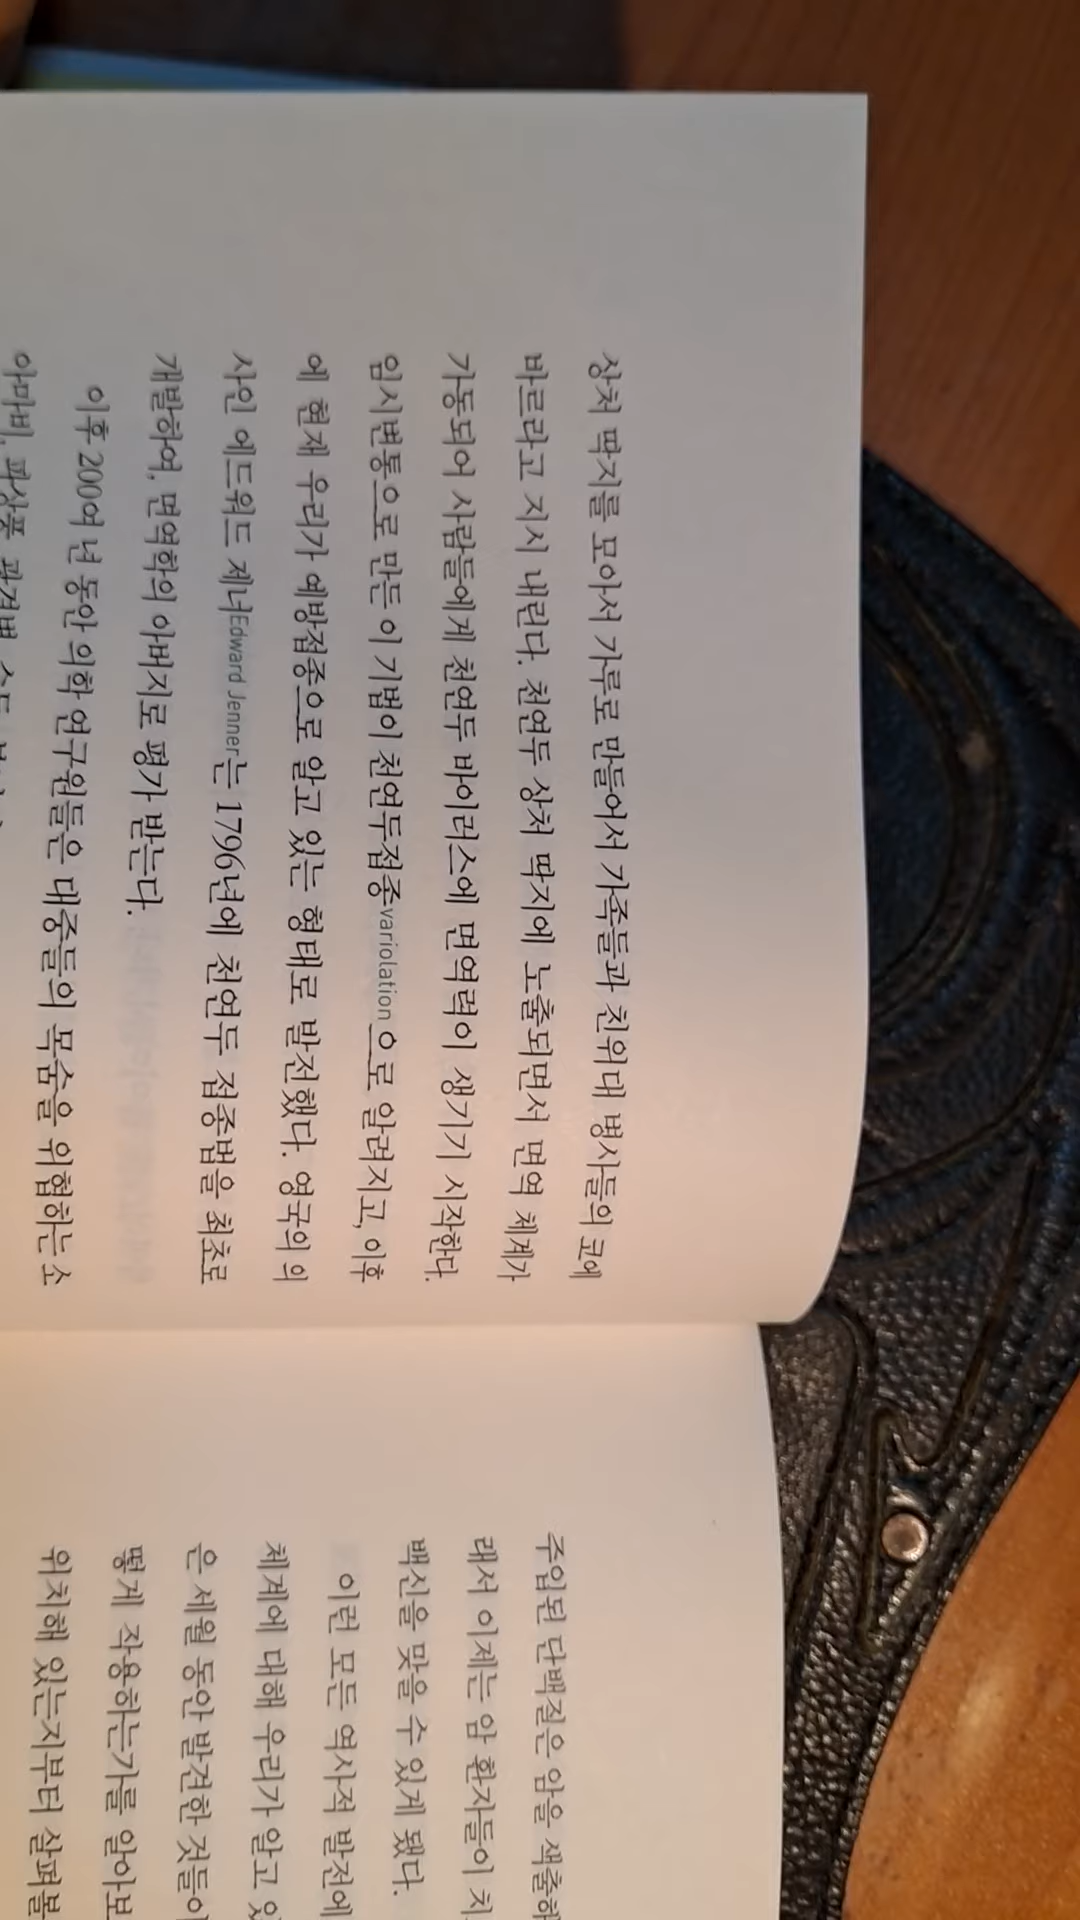 상처 딱지를 모아서 가루로 만들어서 가족들과 친위대 병사들의 코에
바르라고 지시 내린다. 천연두 상처 딱지에 노출되면서 면역 체계가
가동되어 사람들에게 천연두 바이러스에 면역력이 생기기 시작한다.
임시변통으로 만든 이 기법이 천연두접종variolation으로 알려지고, 이후
에 현재 우리가 예방접종으로 알고 있는 형태로 발전했다. 영국의 의
사인 에드워드 제너Edward Jenner는 1796년에 천연두 접종법을 최초로
개발하여, 면역학의 아버지로 평가 받는다.
이후 200여 년 동안 의학 연구원들은 대중들의 목숨을 위협하는 소
아마비, 파상풍, 광견병,
주입된 단백질은 암을 색출하
래서 이제는 암 환자들이 치
백신을 맞을 수 있게 됐다.
이런 모든 역사적 발전에
체계에 대해 우리가 알고 있
은 세월 동안 발견한 것들이
떻게 작용하는가를 알아보
위치해 있는지부터 살펴볼